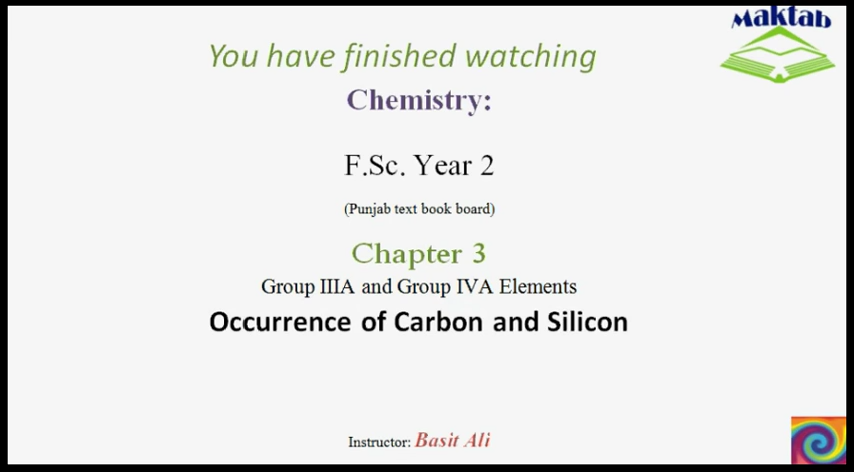 Maktab
You have finished watching
Chemistry:
F.Sc. Year 2
(Punjab text book board)
Chapter 3
Group IIIA and Group IVA Elements
Occurrence of Carbon and Silicon
Instructor: Basit Ali